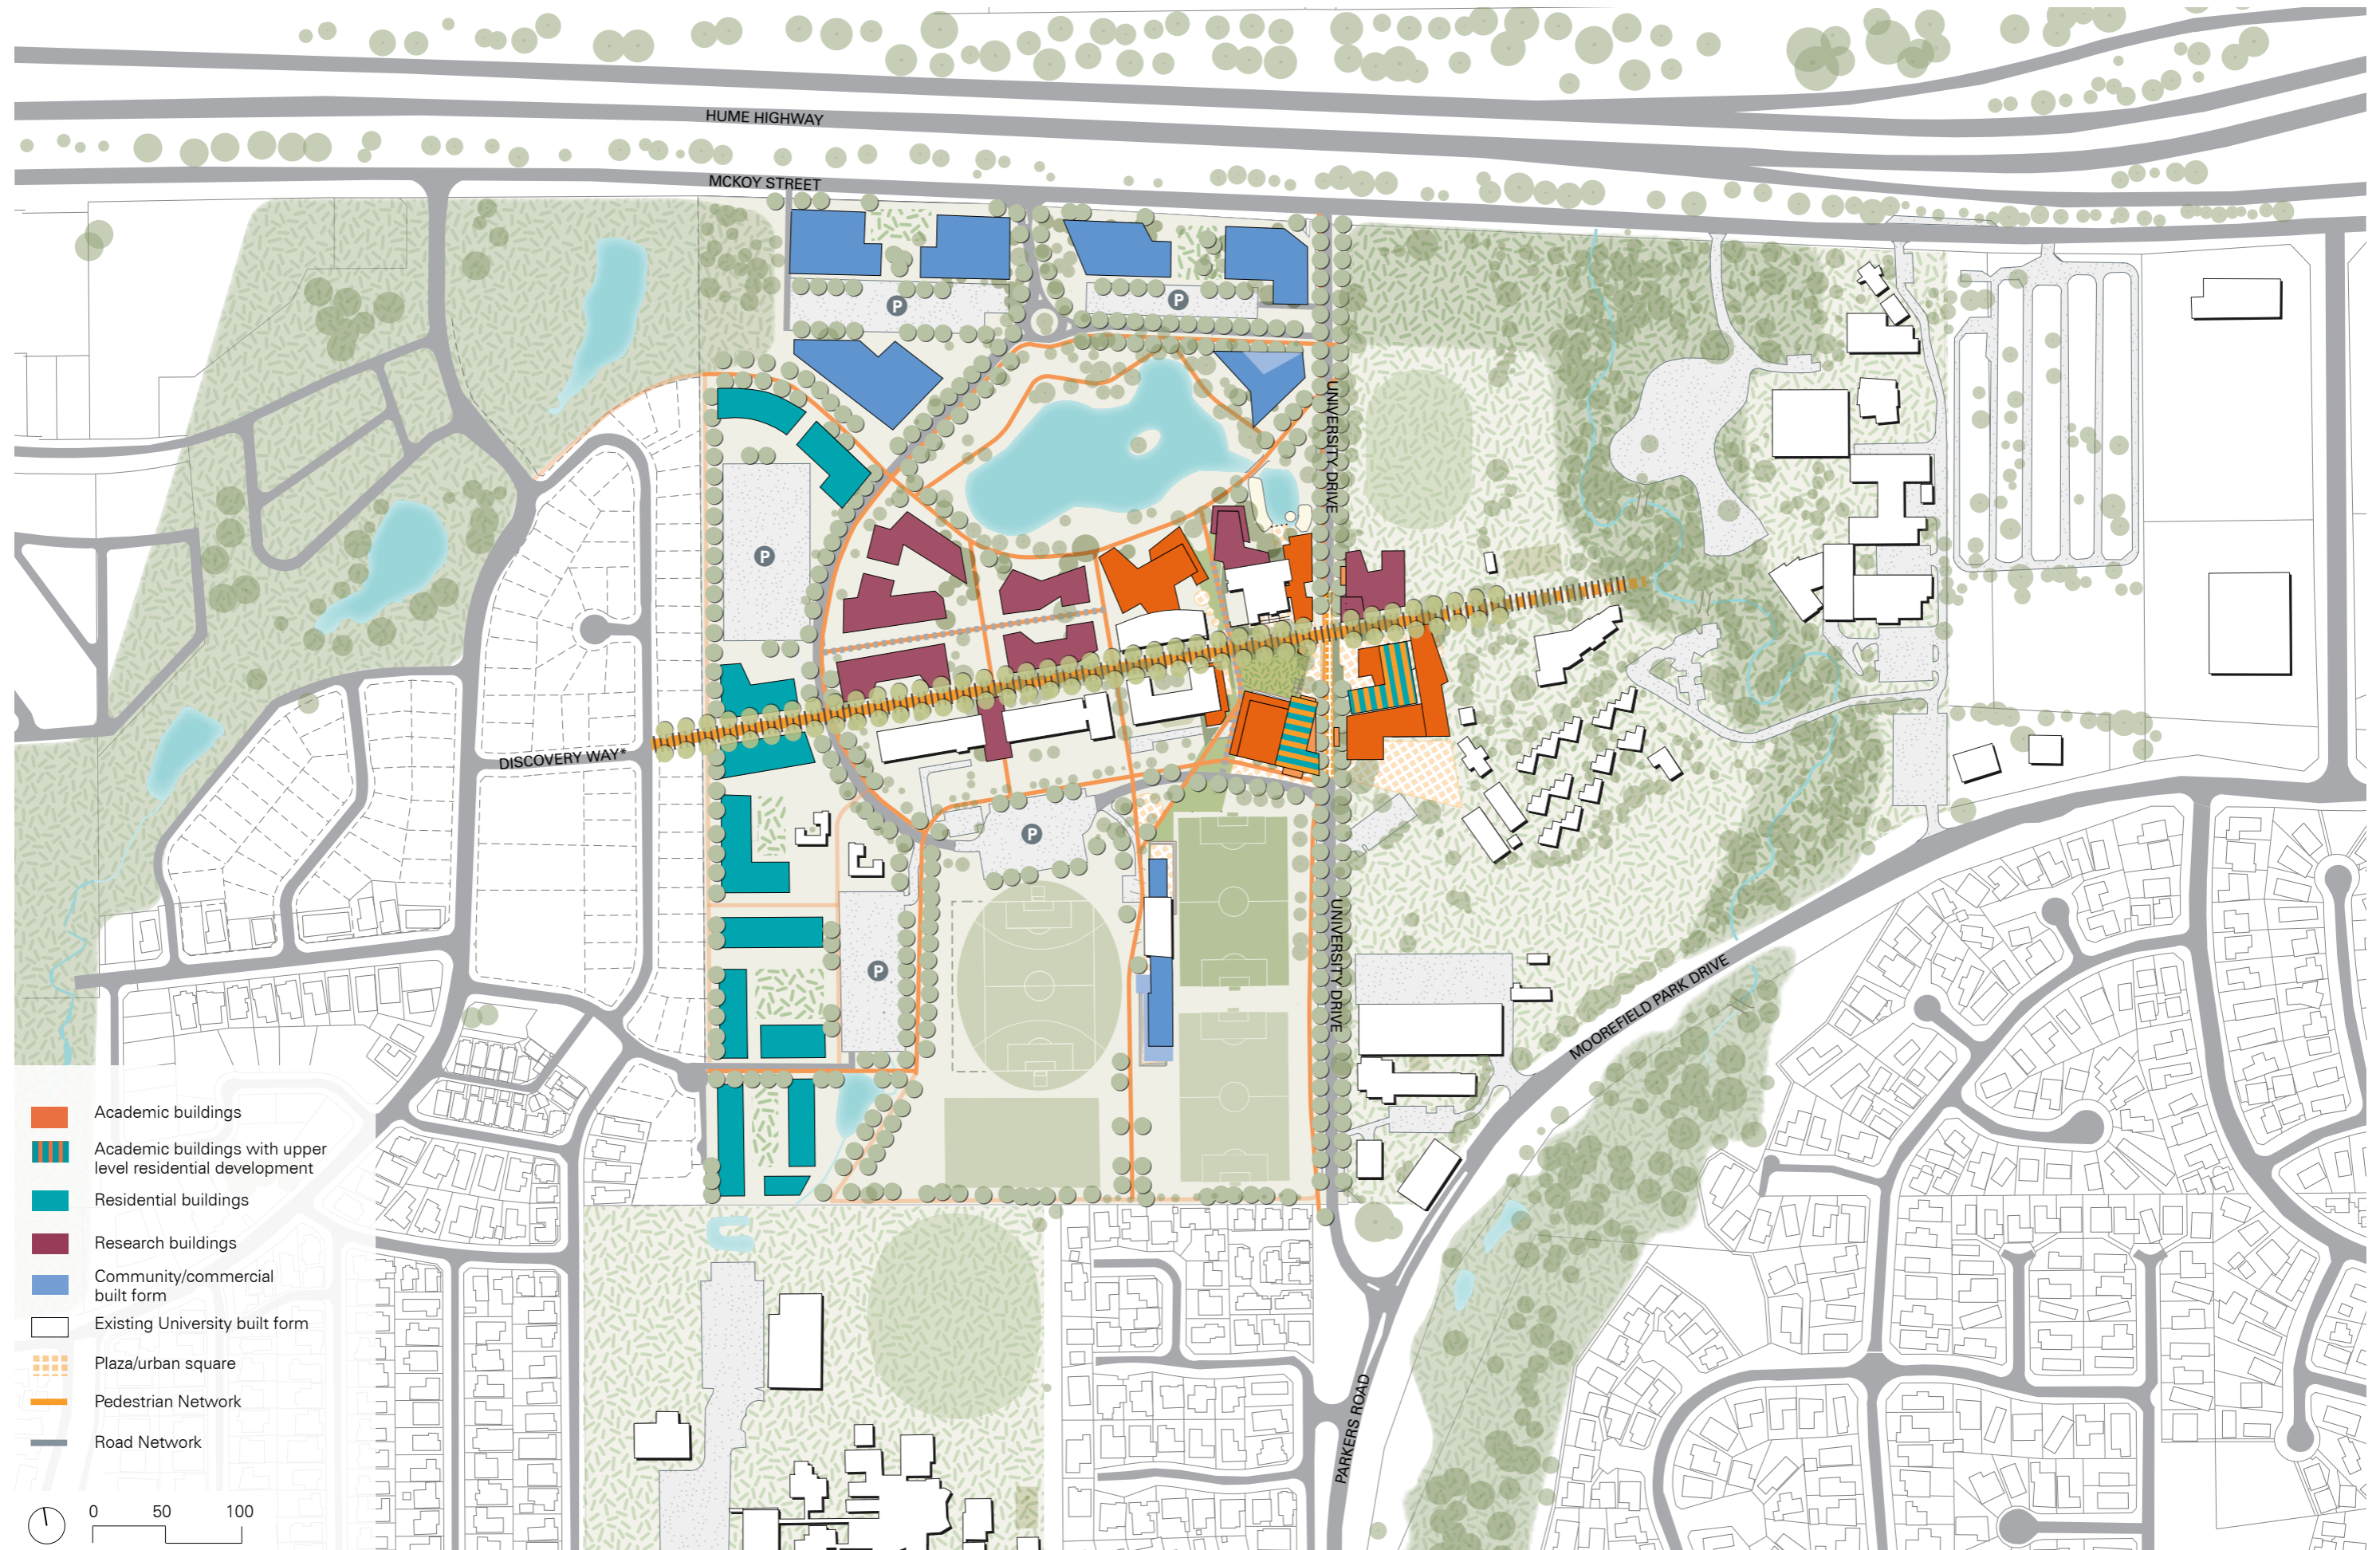 HUME HIGHWAY
MCKOY STREET
P
P
UNIVERSITY DRIVE
P
DISCOVERY WAY*
P
UNIVERSITY DRIVE
P
MOOREFIELD PARK DRIVE
PARKERS ROAD
Academic buildings
Academic buildings with upper
level residential development
Residential buildings
Research buildings
Community/commercial
built form
Existing University built form
Plaza/urban square
Pedestrian Network
Road Network
0 50 100